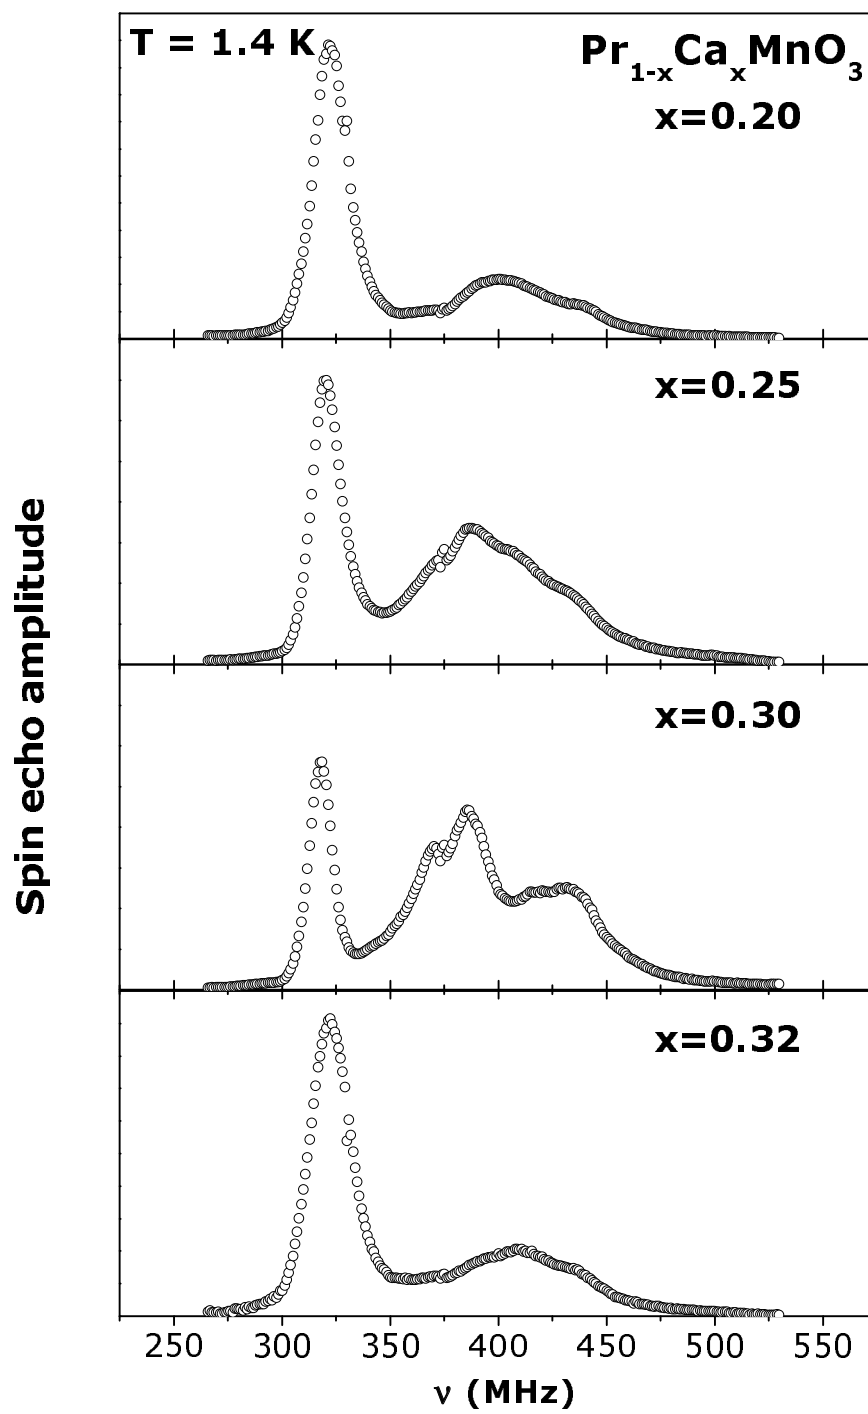 T = 1.4 K
Pr1-xCaxMnO3
x=0.20
x=0.25
x=0.30
x=0.32
Spin echo amplitude
250 300 350 400 450 500 550
ν (MHz)